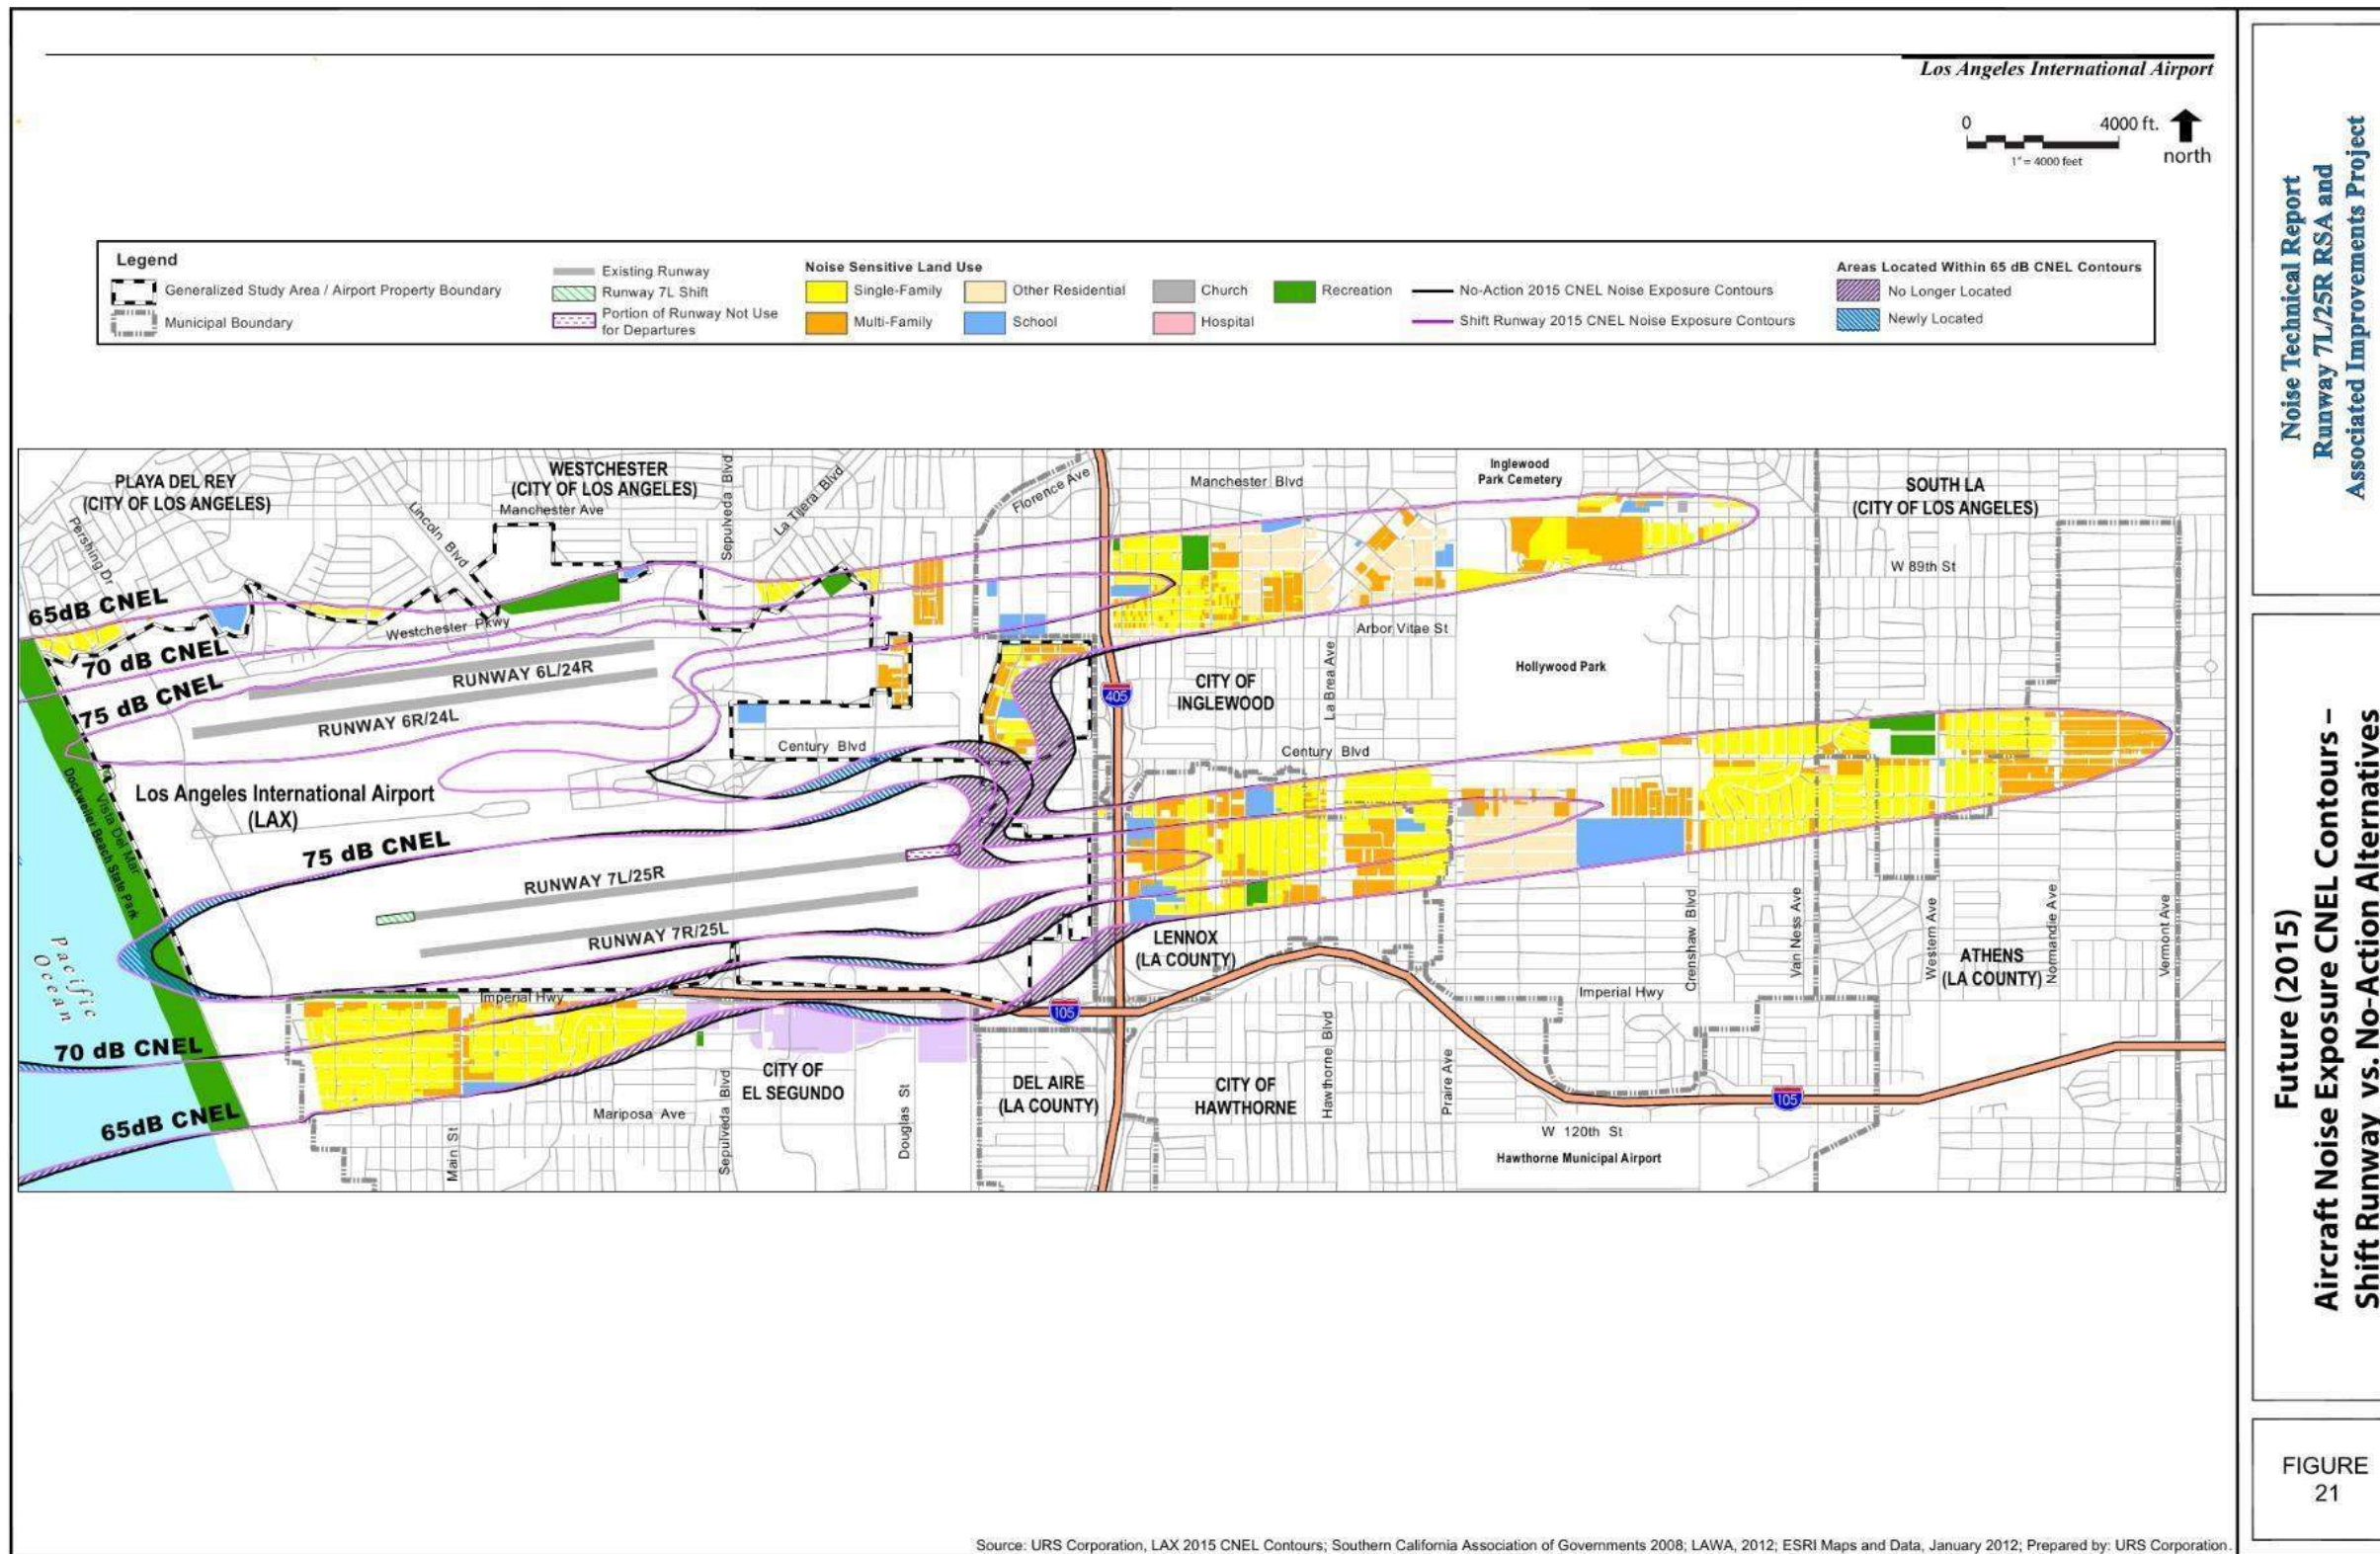 Los Angeles International Airport
0
4000 ft.
1" = 4000 feet
north
Legend
Generalized Study Area / Airport Property Boundary
Municipal Boundary
Existing Runway
Runway 7L Shift
Portion of Runway Not Use
for Departures
Noise Sensitive Land Use
Single-Family
Multi-Family
Other Residential
School
Church
Hospital
Recreation
No-Action 2015 CNEL Noise Exposure Contours
Shift Runway 2015 CNEL Noise Exposure Contours
Areas Located Within 65 dB CNEL Contours
No Longer Located
Newly Located
PLAYA DEL REY
(CITY OF LOS ANGELES)
Pershing Dr
Lincoln Blvd
WESTCHESTER
(CITY OF LOS ANGELES)
Manchester Ave
Sepulveda Blvd
La Tijera Blvd
Florence Ave
Manchester Blvd
Inglewood
Park Cemetery
SOUTH LA
(CITY OF LOS ANGELES)
W 89th St
65dB CNEL
70 dB CNEL
75 dB CNEL
Westchester Pkwy
RUNWAY 6L/24R
RUNWAY 6R/24L
Century Blvd
405
CITY OF
INGLEWOOD
La Brea Ave
Arbor Vitae St
Hollywood Park
Century Blvd
Los Angeles International Airport
(LAX)
Vista Del Mar
Dockweiler Beach State Park
75 dB CNEL
RUNWAY 7L/25R
RUNWAY 7R/25L
Pacific
Ocean
LENNOX
(LA COUNTY)
Imperial Hwy
105
Imperial Hwy
Crenshaw Blvd
Van Ness Ave
Western Ave
ATHENS
(LA COUNTY)
Normandie Ave
Vermont Ave
70 dB CNEL
65dB CNEL
Main St
Mariposa Ave
Sepulveda Blvd
CITY OF
EL SEGUNDO
Douglas St
DEL AIRE
(LA COUNTY)
CITY OF
HAWTHORNE
Hawthorne Blvd
Praire Ave
105
W 120th St
Hawthorne Municipal Airport
Noise Technical Report
Runway 7L/25R RSA and
Associated Improvements Project
Future (2015)
Aircraft Noise Exposure CNEL Contours –
Shift Runway vs. No-Action Alternatives
FIGURE
21
Source: URS Corporation, LAX 2015 CNEL Contours; Southern California Association of Governments 2008; LAWA, 2012; ESRI Maps and Data, January 2012; Prepared by: URS Corporation.